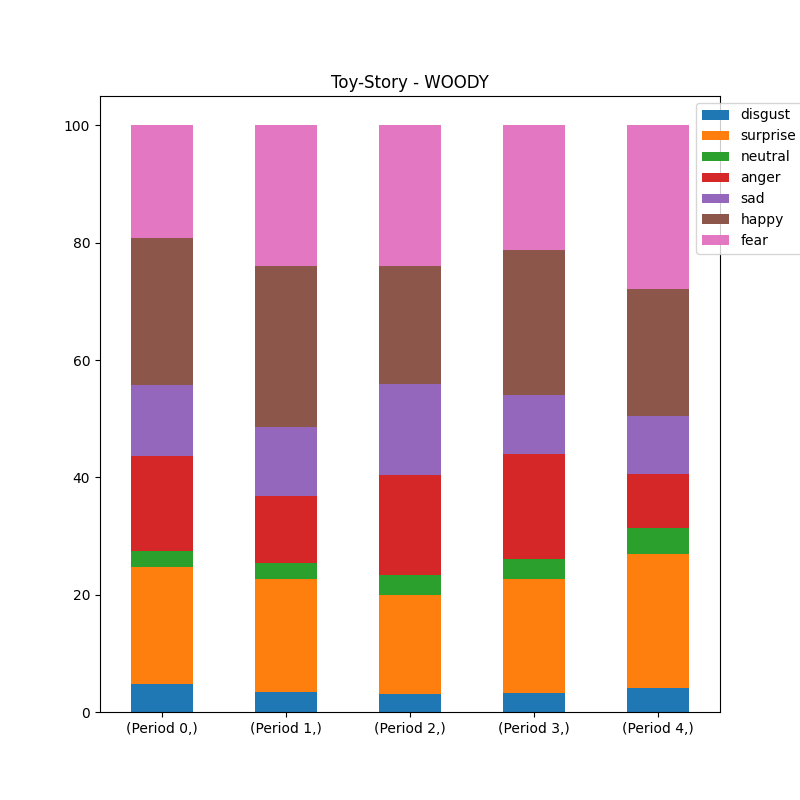 Toy-Story - WOODY
disgust
surprise
neutral
anger
sad
happy
fear
100
80
60
40
20
0
(Period 0,) (Period 1,) (Period 2,) (Period 3,) (Period 4,)